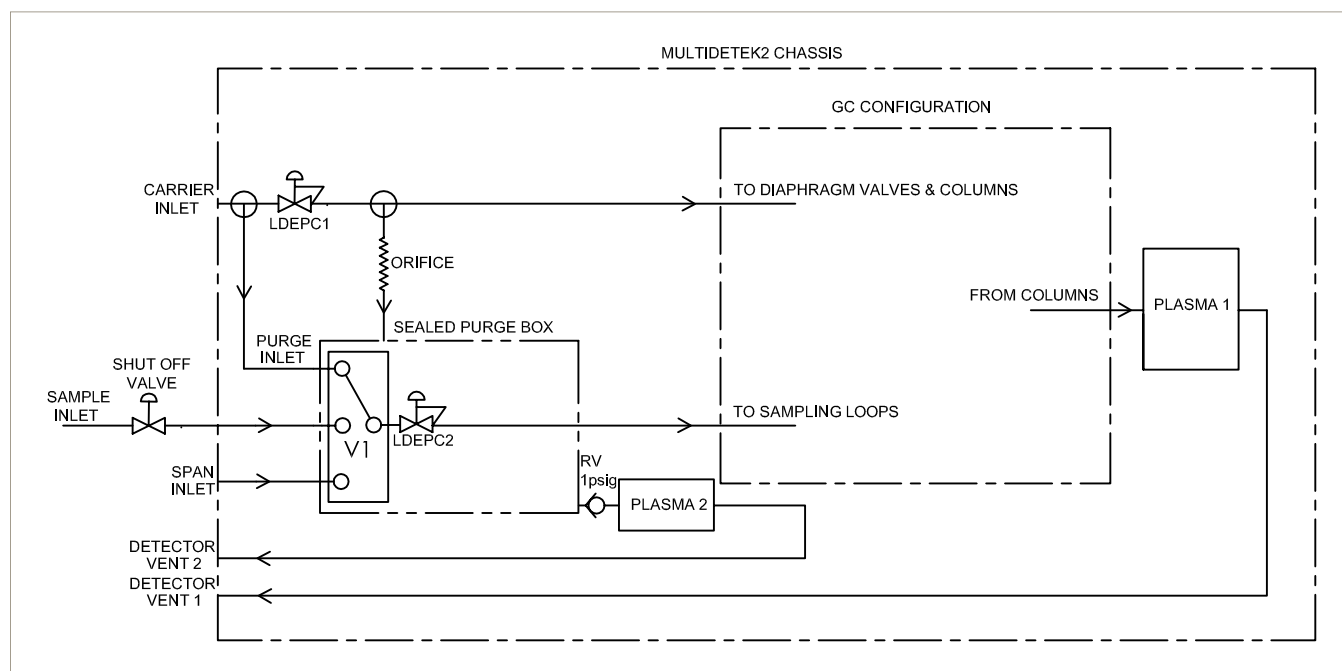 MULTIDETEK2 CHASSIS
GC CONFIGURATION
CARRIER
INLET
LDEPC1
TO DIAPHRAGM VALVES & COLUMNS
ORIFICE
FROM COLUMNS
PLASMA 1
SEALED PURGE BOX
PURGE
INLET
SHUT OFF
VALVE
SAMPLE
INLET
V1
LDEPC2
TO SAMPLING LOOPS
SPAN
INLET
RV
1psig
PLASMA 2
DETECTOR
VENT 2
DETECTOR
VENT 1